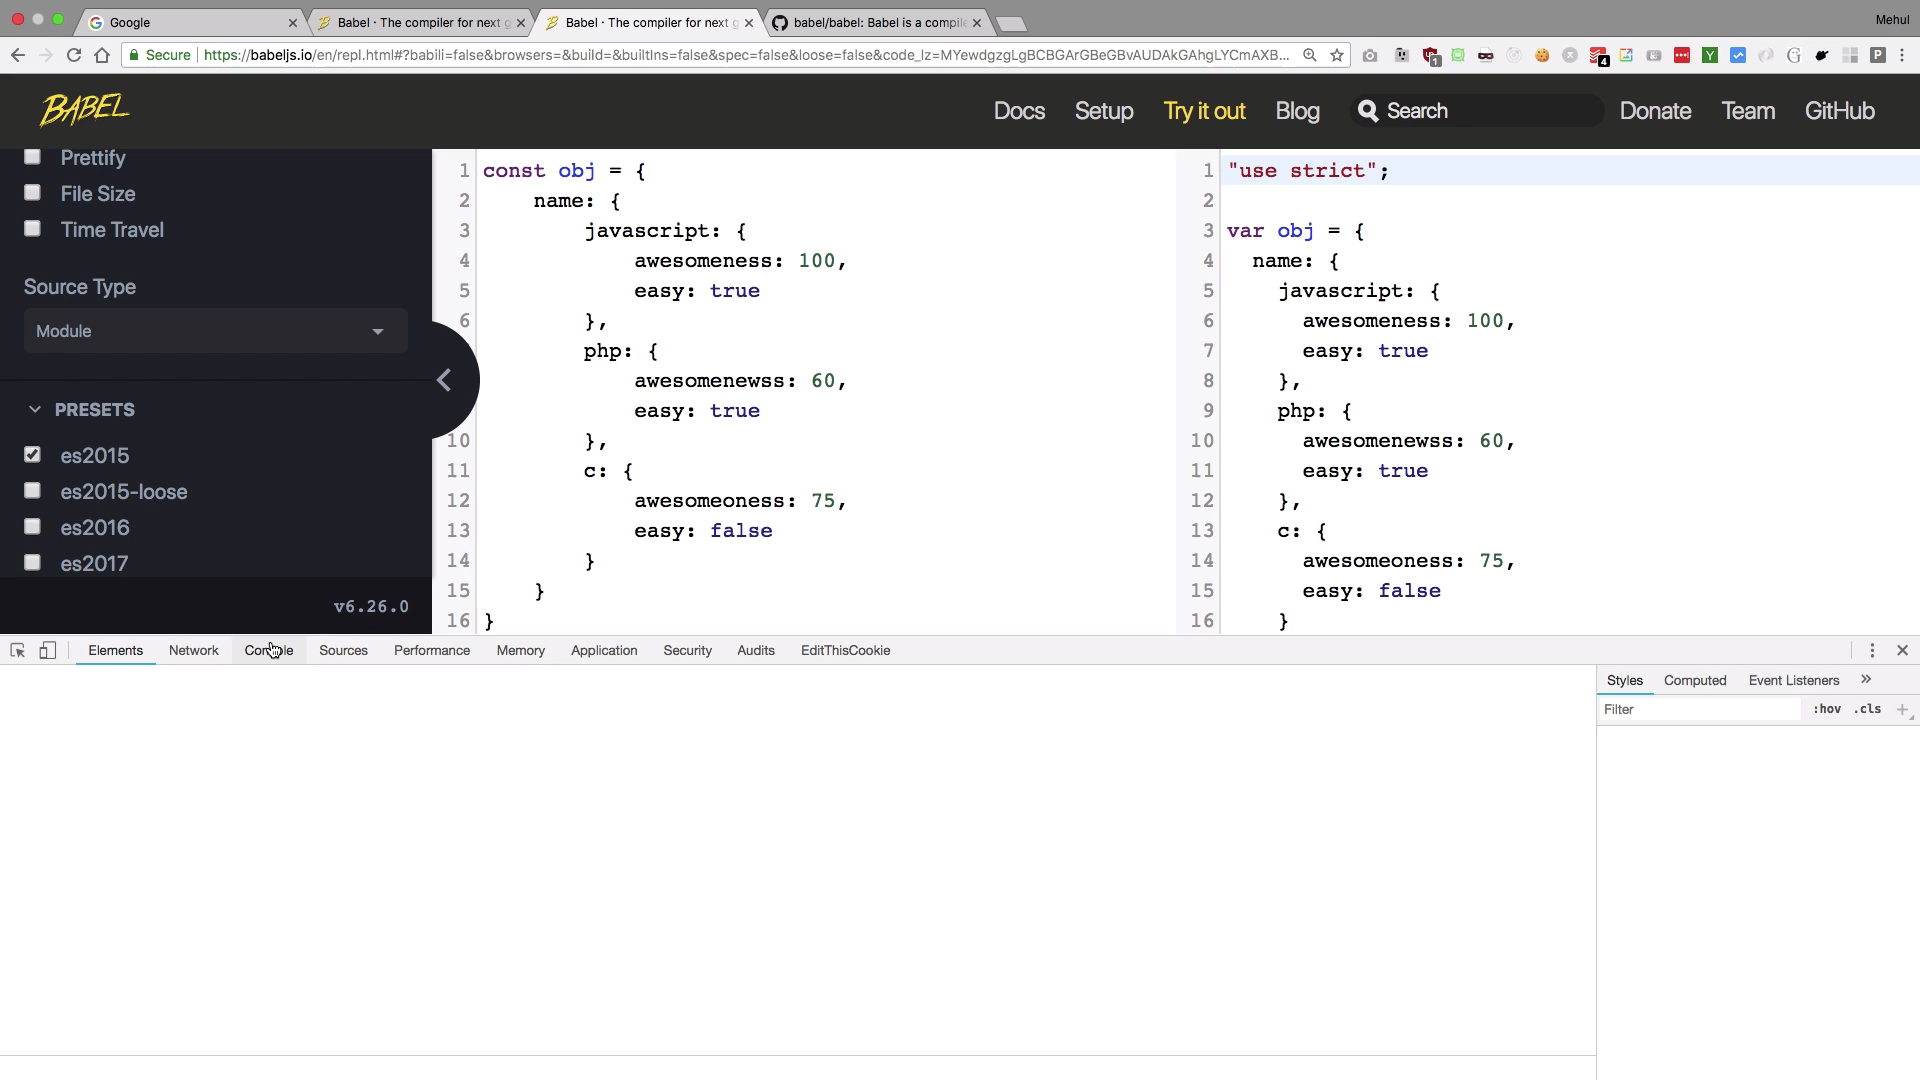 Google
Babel · The compiler for next g
Babel · The compiler for next g
babel/babel: Babel is a compile
Mehul
Secure
https://babeljs.io/en/repl.html#?babili=false&browsers=&build=&builtIns=false&spec=false&loose=false&code_lz=MYewdgzgLgBCBGArGBeGBvAUDAkGAhgLYCmAXB...
BABEL
Docs
Setup
Try it out
Blog
Search
Donate
Team
GitHub
Prettify
File Size
Time Travel
Source Type
Module
PRESETS
es2015
es2015-loose
es2016
es2017
v6.26.0
1 const obj = {
2 name: {
3 javascript: {
4 awesomeness: 100,
5 easy: true
6 },
php: {
awesomenewss: 60,
easy: true
10 },
11 c: {
12 awesomeoness: 75,
13 easy: false
14 }
15 }
16 }
1 "use strict";
2
3 var obj = {
4 name: {
5 javascript: {
6 awesomeness: 100,
7 easy: true
8 },
9 php: {
10 awesomenewss: 60,
11 easy: true
12 },
13 c: {
14 awesomeoness: 75,
15 easy: false
16 }
Elements
Network
Console
Sources
Performance
Memory
Application
Security
Audits
EditThisCookie
Styles
Computed
Event Listeners
Filter
:hov
.cls